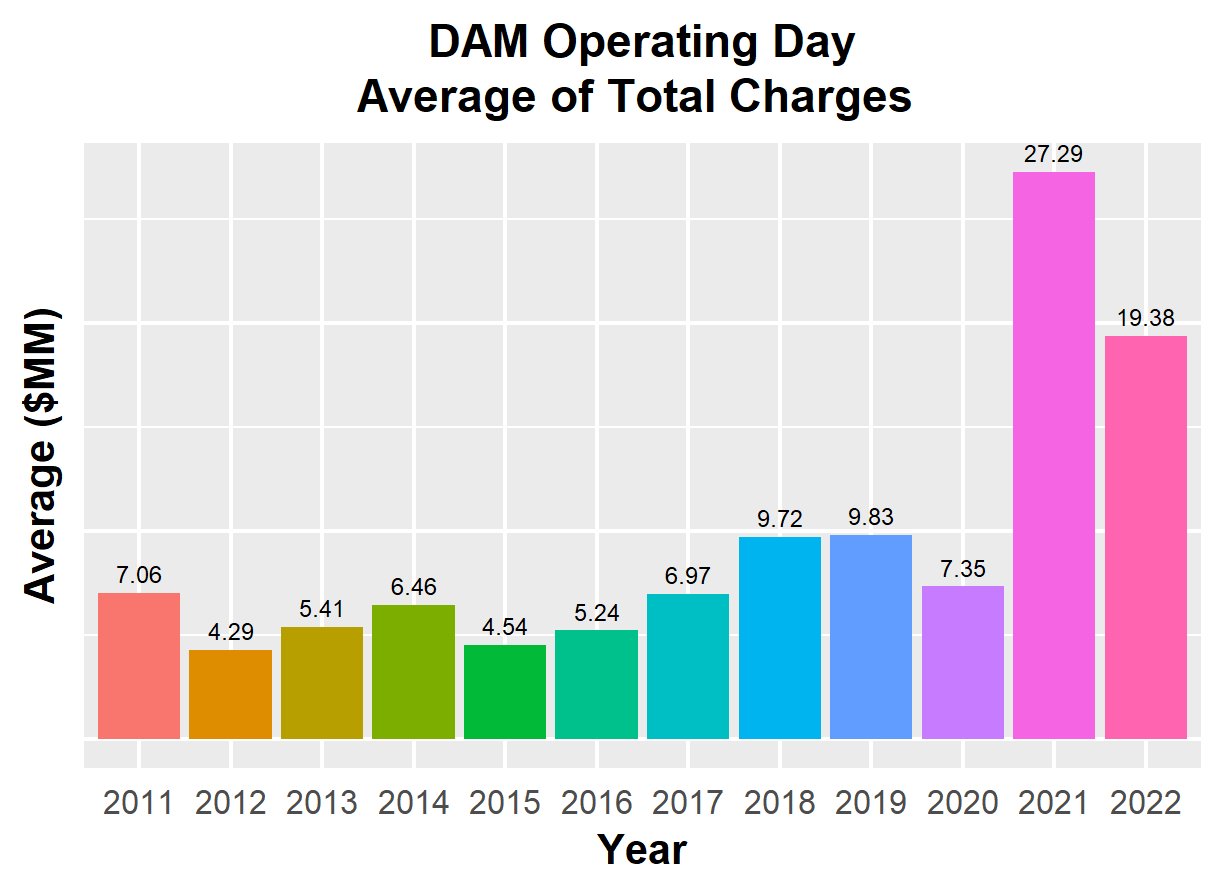 DAM Operating Day
Average of Total Charges
Average ($MM)
7.06
4.29
5.41
6.46
4.54
5.24
6.97
9.72
9.83
7.35
27.29
19.38
2011 2012 2013 2014 2015 2016 2017 2018 2019 2020 2021 2022
Year